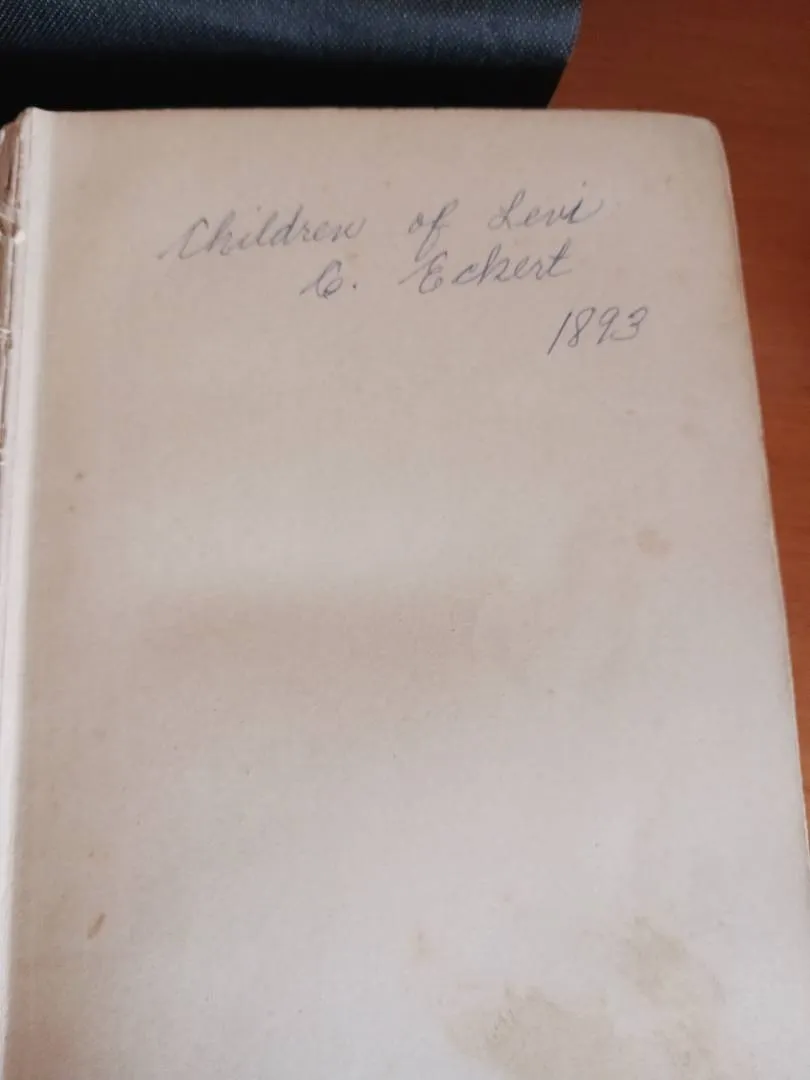 Children of Levi
C. Eckert
1893